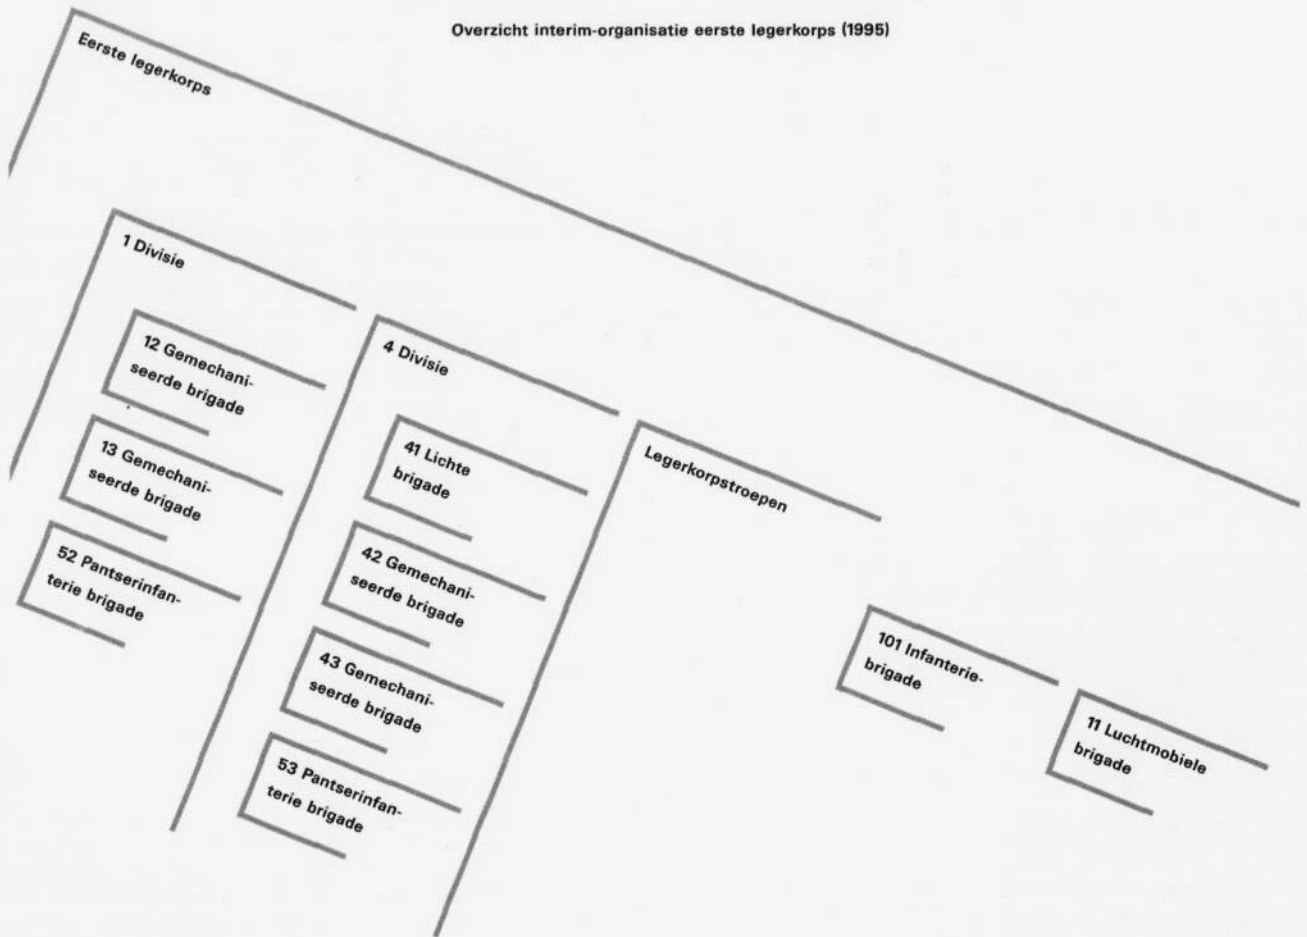 Overzicht interim-organisatie eerste legerkorps (1995)
Eerste legerkorps
1 Divisie
12 Gemechani-
seerde brigade
13 Gemechani-
seerde brigade
52 Pantserinfan-
terie brigade
4 Divisie
41 Lichte
brigade
42 Gemechani-
seerde brigade
43 Gemechani-
seerde brigade
53 Pantserinfan-
terie brigade
Legerkorpstroepen
101 Infanterie-
brigade
11 Luchtmobiele
brigade